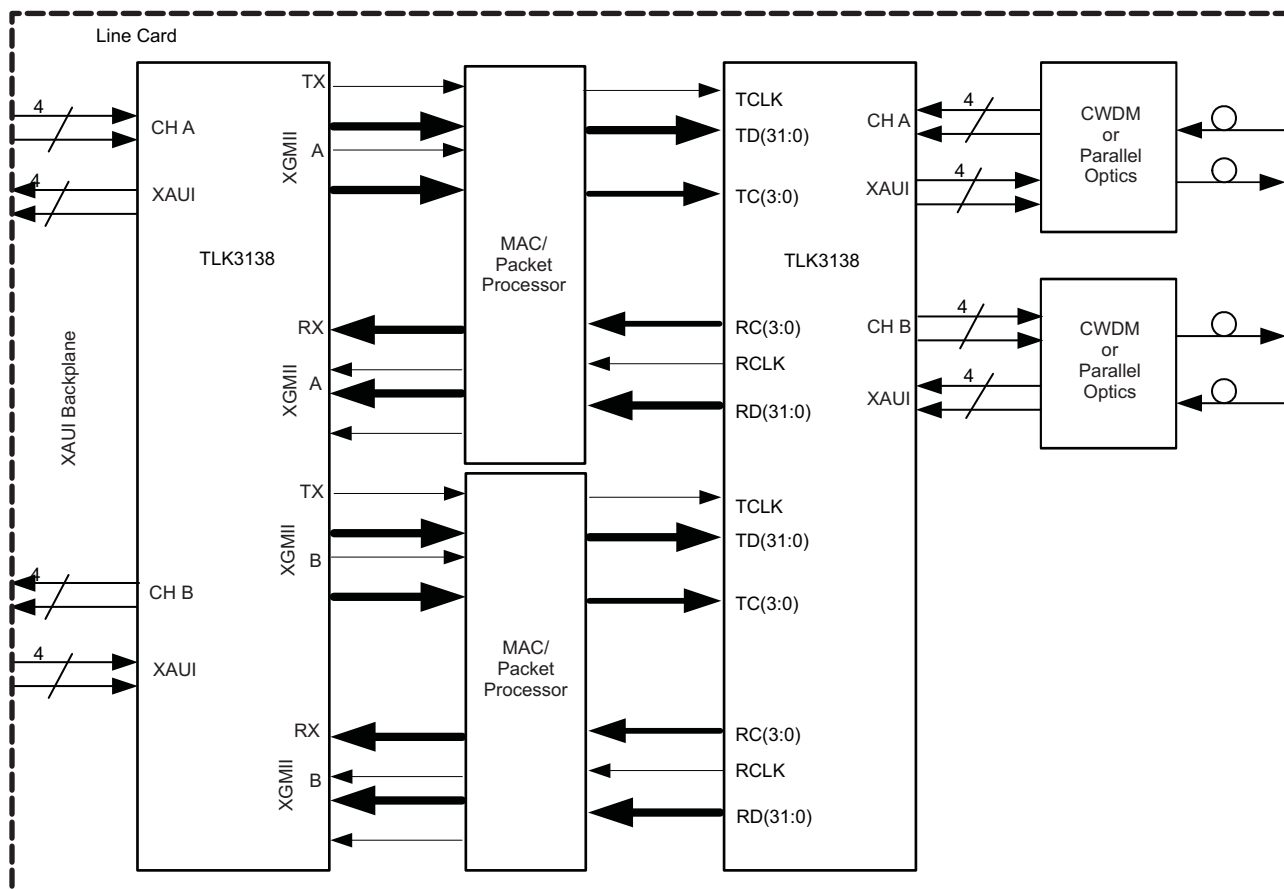 Line Card
4
CH A
4
XAUI
TLK3138
XAUI Backplane
4
CH B
4
XAUI
TX
XGMII
A
RX
XGMII
A
TX
XGMII
B
RX
XGMII
B
MAC/
Packet
Processor
MAC/
Packet
Processor
TCLK
TD(31:0)
TC(3:0)
TLK3138
RC(3:0)
RCLK
RD(31:0)
TCLK
TD(31:0)
TC(3:0)
RC(3:0)
RCLK
RD(31:0)
CH A
4
XAUI
4
CH B
4
XAUI
4
CWDM
or
Parallel
Optics
CWDM
or
Parallel
Optics